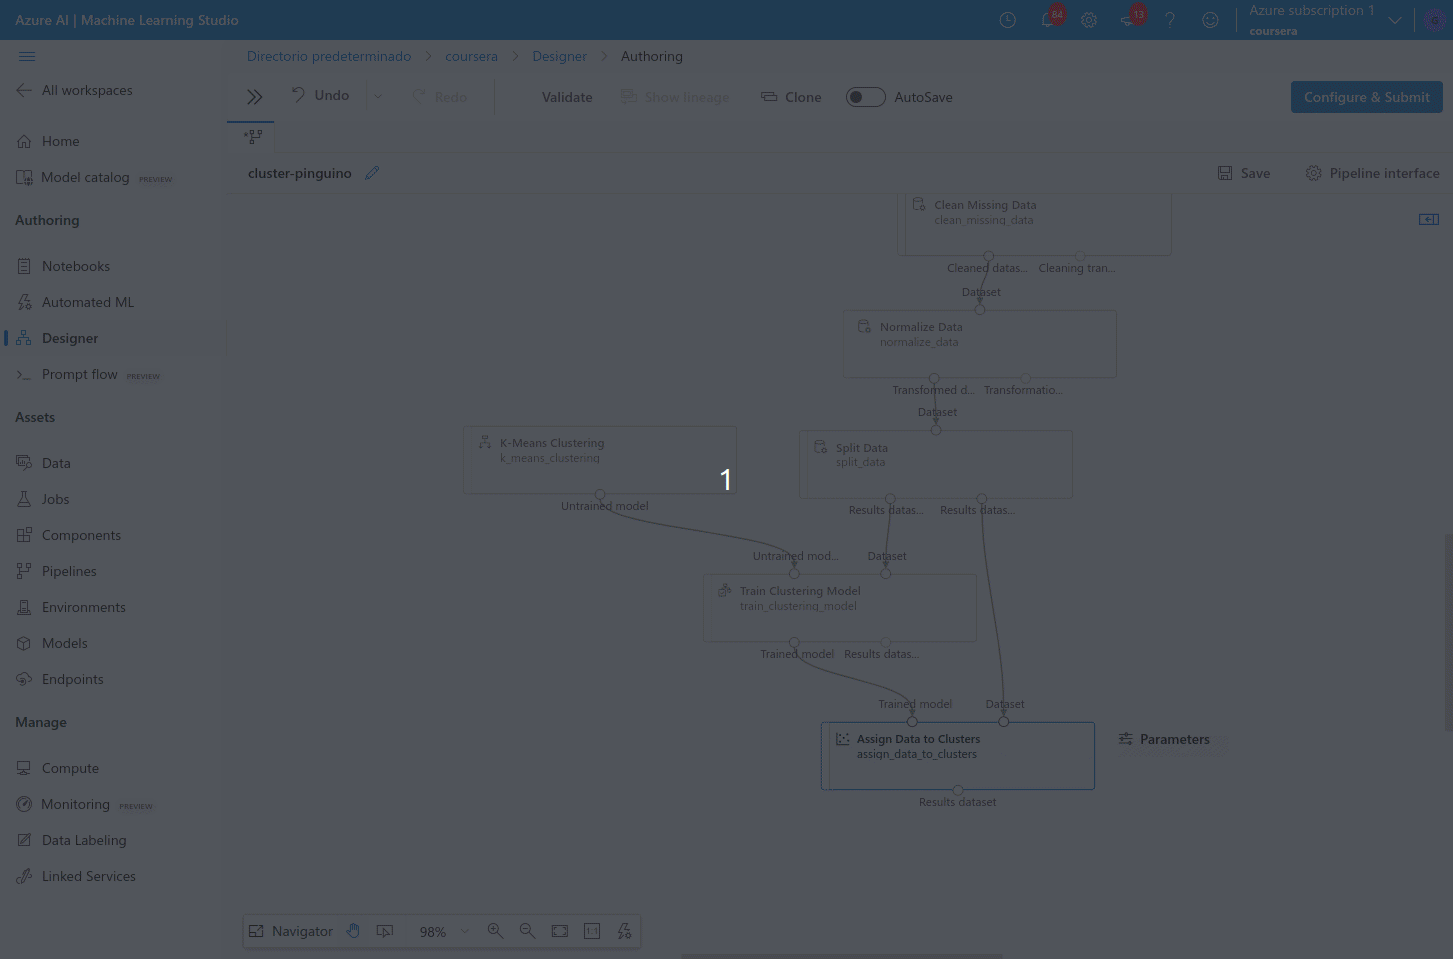 Azure AI | Machine Learning Studio
84
13
Azure subscription 1
coursera
G
All workspaces
Home
Model catalog PREVIEW
Authoring
Notebooks
Automated ML
Designer
Prompt flow PREVIEW
Assets
Data
Jobs
Components
Pipelines
Environments
Models
Endpoints
Manage
Compute
Monitoring PREVIEW
Data Labeling
Linked Services
Directorio predeterminado > coursera > Designer > Authoring
Undo
Redo
Validate
Show lineage
Clone
AutoSave
Configure & Submit
cluster-pinguino
Save
Pipeline interface
Clean Missing Data
clean_missing_data
Cleaned datas...
Cleaning tran...
Dataset
Normalize Data
normalize_data
Transformed d...
Transformatio...
Dataset
K-Means Clustering
k_means_clustering
Untrained model
1
Split Data
split_data
Results datas...
Results datas...
Untrained mod...
Dataset
Train Clustering Model
train_clustering_model
Trained model
Results datas...
Trained model
Dataset
Assign Data to Clusters
assign_data_to_clusters
Parameters
Results dataset
Navigator
98%
1:1